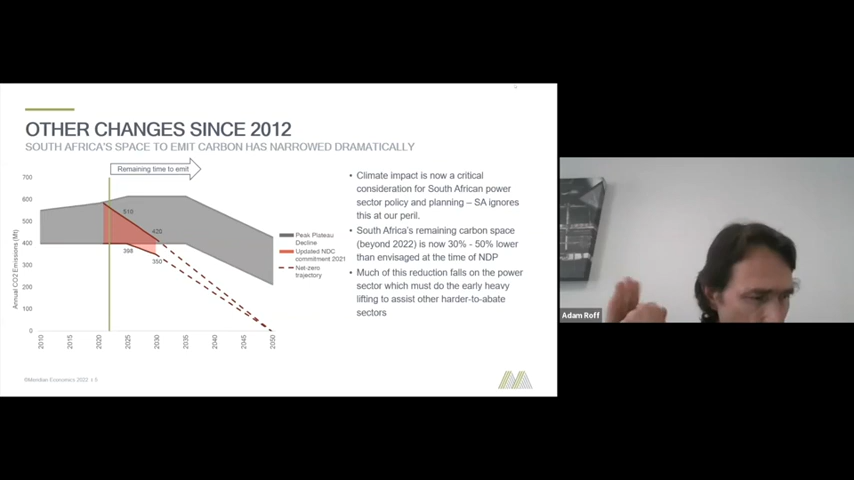 OTHER CHANGES SINCE 2012
SOUTH AFRICA'S SPACE TO EMIT CARBON HAS NARROWED DRAMATICALLY
Remaining time to emit
Annual CO2 Emissions (Mt)
700
600
500
400
300
200
100
0
510
420
398
350
2010
2015
2020
2025
2030
2035
2040
2045
2050
Peak Plateau
Decline
Updated NDC
commitment 2021
Net-zero
trajectory
• Climate impact is now a critical
consideration for South African power
sector policy and planning – SA ignores
this at our peril.
• South Africa's remaining carbon space
(beyond 2022) is now 30% - 50% lower
than envisaged at the time of NDP
• Much of this reduction falls on the power
sector which must do the early heavy
lifting to assist other harder-to-abate
sectors
©Meridian Economics 2022 | 5
Adam Roff